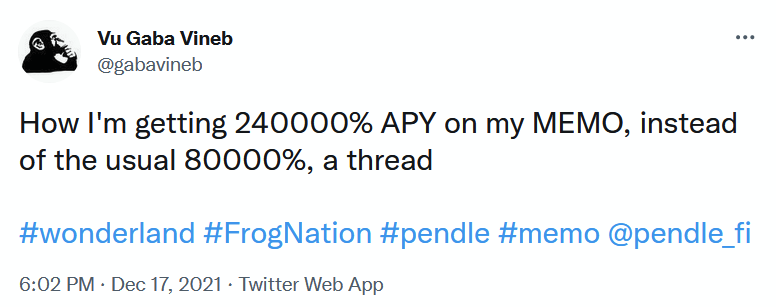 Vu Gaba Vineb
@gabavineb
How I'm getting 240000% APY on my MEMO, instead
of the usual 80000%, a thread
#wonderland #FrogNation #pendle #memo @pendle_fi
6:02 PM · Dec 17, 2021 · Twitter Web App